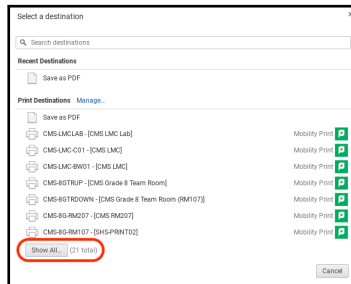 Select a destination
Search destinations
Recent Destinations
Save as PDF
Print Destinations Manage...
Save as PDF
CMS-LMCLAB - [CMS LMC Lab] Mobility Print
CMS-LMC-C01 - [CMS LMC] Mobility Print
CMS-LMC-BW01 - [CMS LMC] Mobility Print
CMS-8GTRUP - [CMS Grade 8 Team Room] Mobility Print
CMS-8GTRDOWN - [CMS Grade 8 Team Room (RM107)] Mobility Print
CMS-8G-RM207 - [CMS RM207] Mobility Print
CMS-8G-RM107 - [SHS-PRINT02] Mobility Print
Show All... (21 total)
Cancel